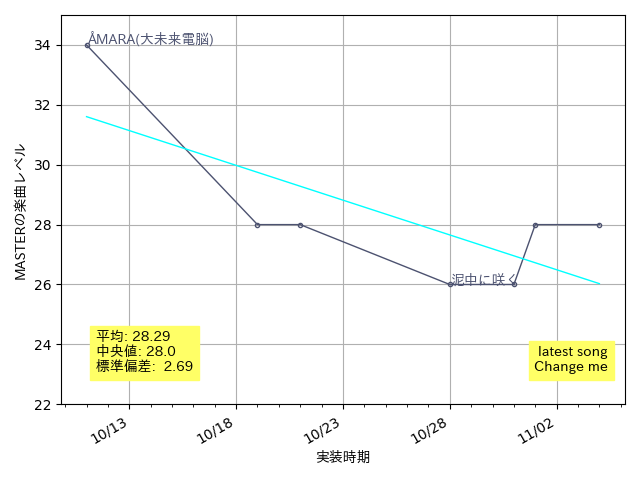 34
32
30
28
26
24
22
MASTERの楽曲レベル
ÅMARA(大未来電脳)
泥中に咲く
平均: 28.29
中央値: 28.0
標準偏差: 2.69
latest song
Change me
10/13
10/18
10/23
10/28
11/02
実装時期